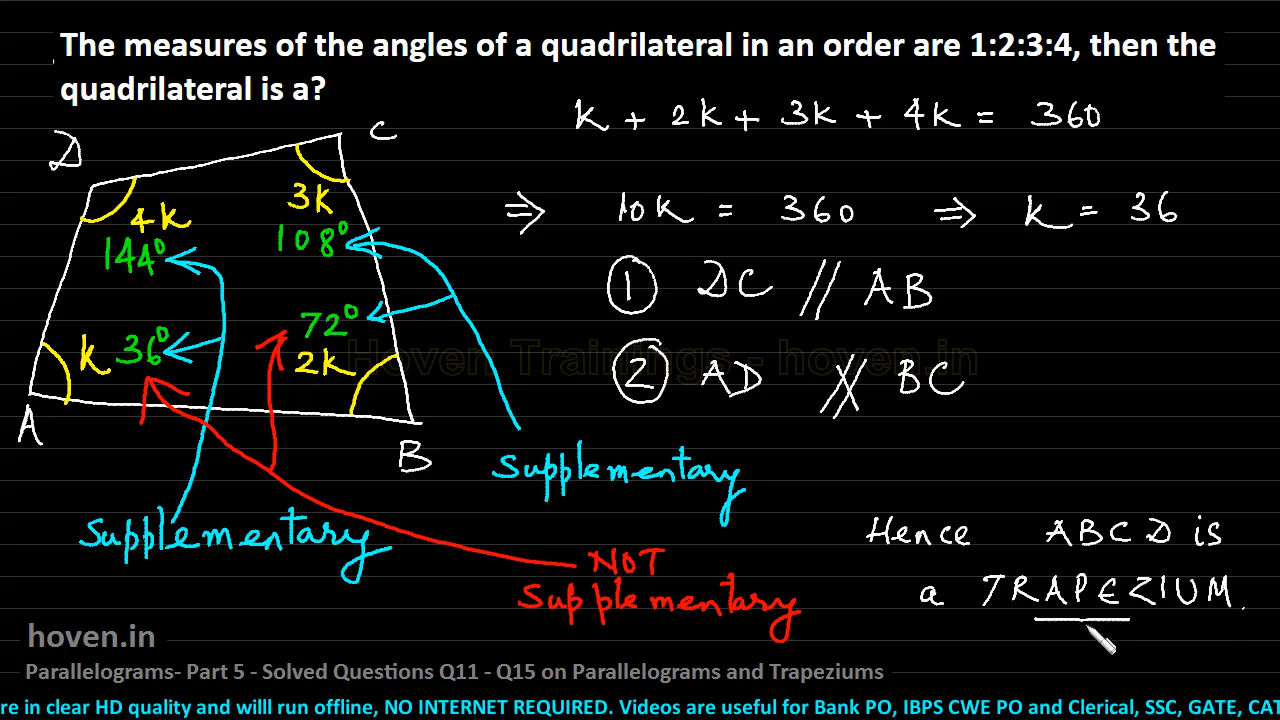 The measures of the angles of a quadrilateral in an order are 1:2:3:4, then the
quadrilateral is a?
k + 2k + 3k + 4k = 360
D
C
4k
3k
144°
108°
⇒ 10k = 360 ⇒ k = 36
① DC // AB
72°
k 36°
2k
Hoven Trainings - hoven.in
② AD ∦ BC
A
B
Supplementary
Supplementary
NOT
Supplementary
Hence ABCD is
a TRAPEZIUM.
hoven.in
Parallelograms- Part 5 - Solved Questions Q11 - Q15 on Parallelograms and Trapeziums
re in clear HD quality and willl run offline, NO INTERNET REQUIRED. Videos are useful for Bank PO, IBPS CWE PO and Clerical, SSC, GATE, CAT